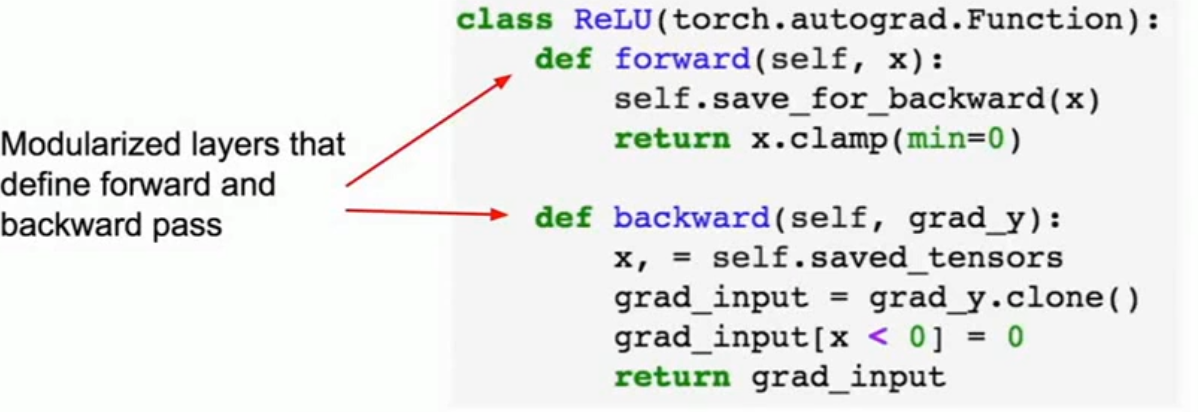 Modularized layers that
define forward and
backward pass
class ReLU(torch.autograd.Function):
    def forward(self, x):
        self.save_for_backward(x)
        return x.clamp(min=0)
    def backward(self, grad_y):
        x, = self.saved_tensors
        grad_input = grad_y.clone()
        grad_input[x < 0] = 0
        return grad_input